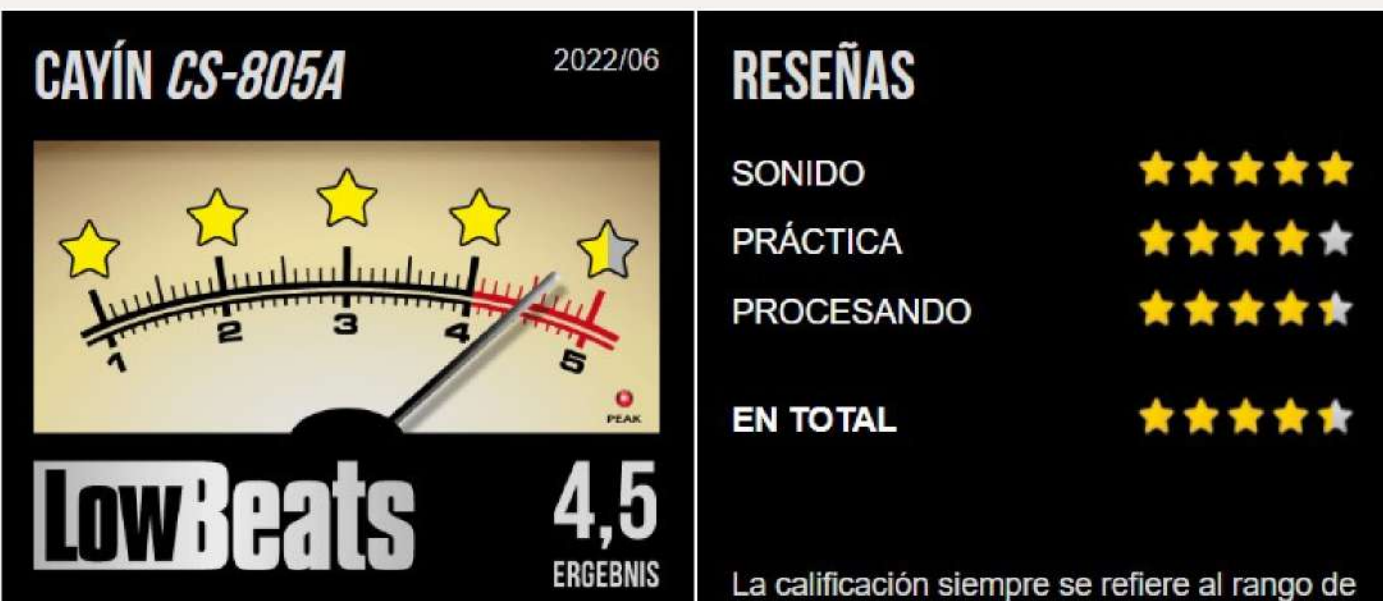 CAYÍN CS-805A
2022/06
1 2 3 4 5
PEAK
LowBeats
4,5
ERGEBNIS
RESEÑAS
SONIDO
PRÁCTICA
PROCESANDO
EN TOTAL
La calificación siempre se refiere al rango de